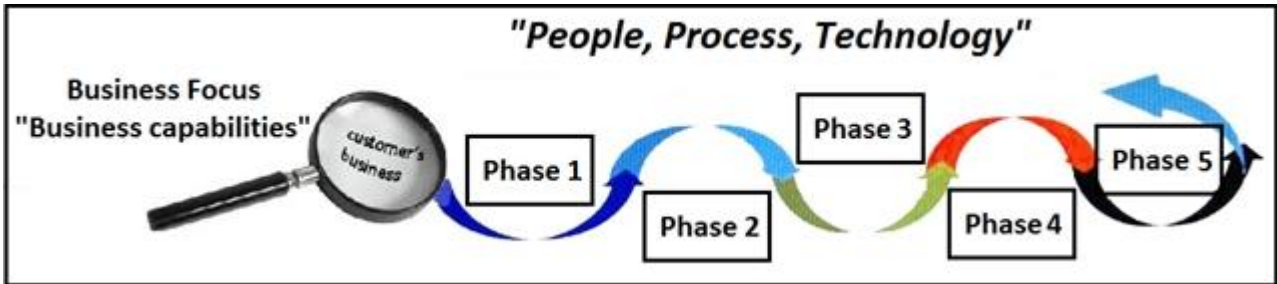 "People, Process, Technology"
Business Focus
"Business capabilities"
customer's
business
Phase 1
Phase 2
Phase 3
Phase 4
Phase 5